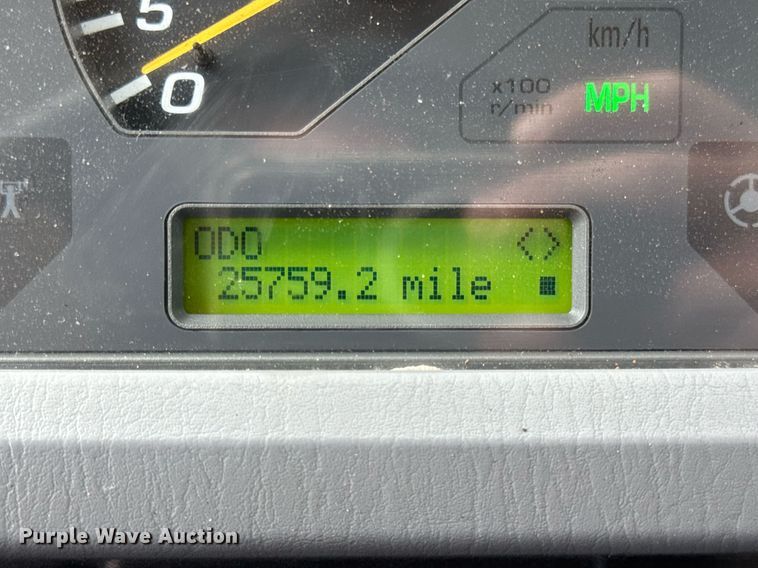 5
0
km/h
x100
r/min
MPH
ODO <>
25759.2 mile
Purple Wave Auction